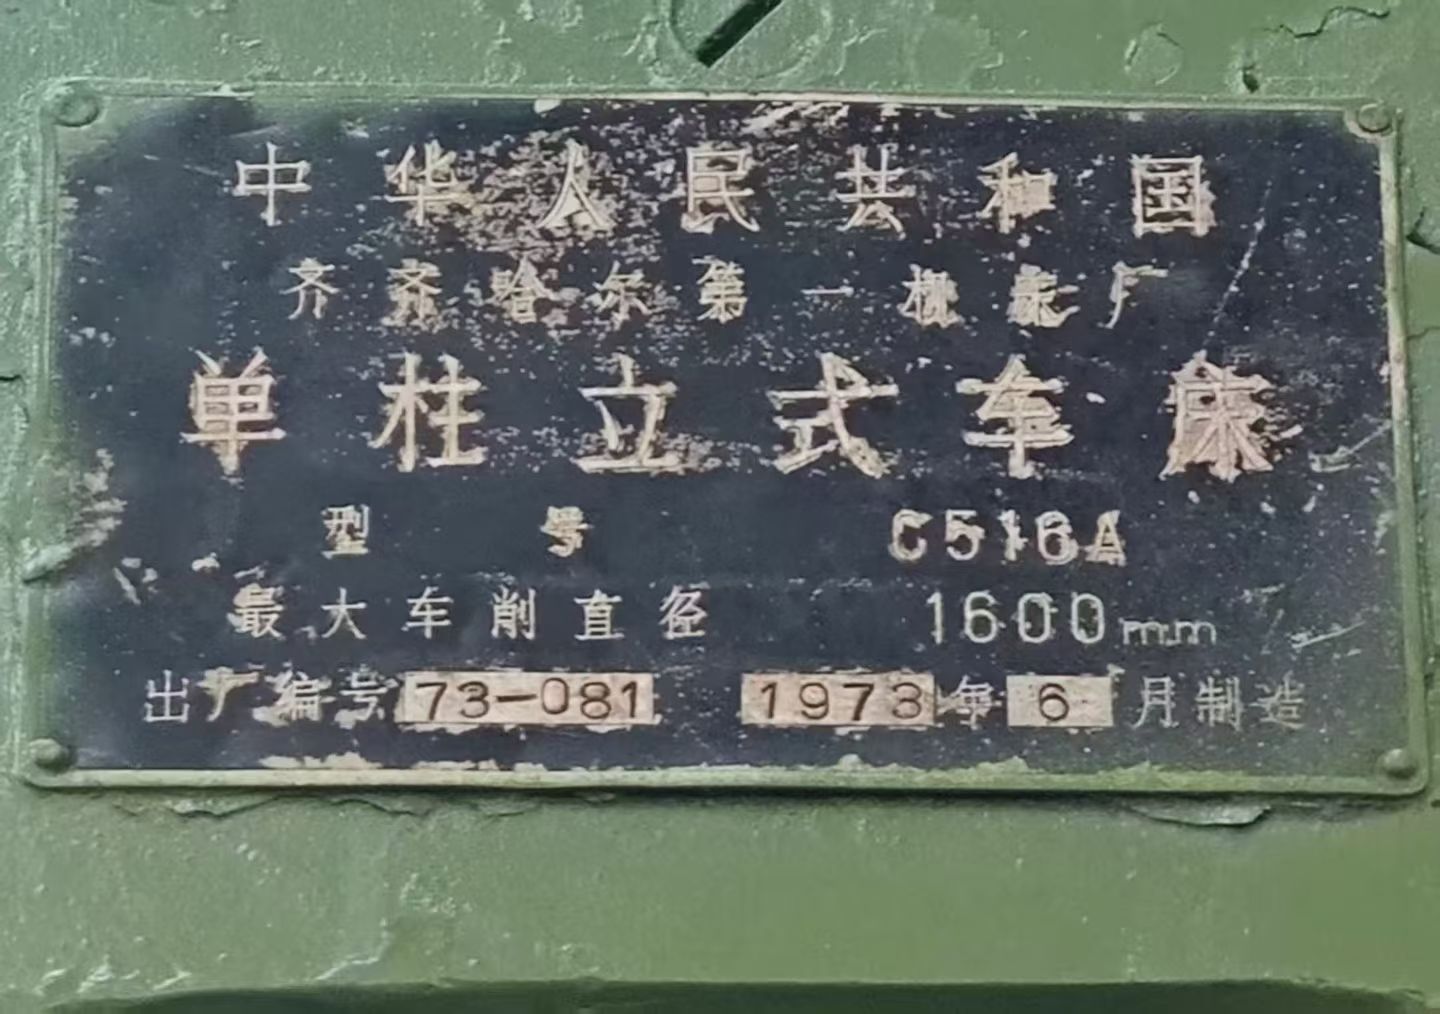 中华人民共和国
齐齐哈尔第一机床厂
单柱立式车床
型号 C516A
最大车削直径 1600mm
出厂编号 73-081 1973年6月制造